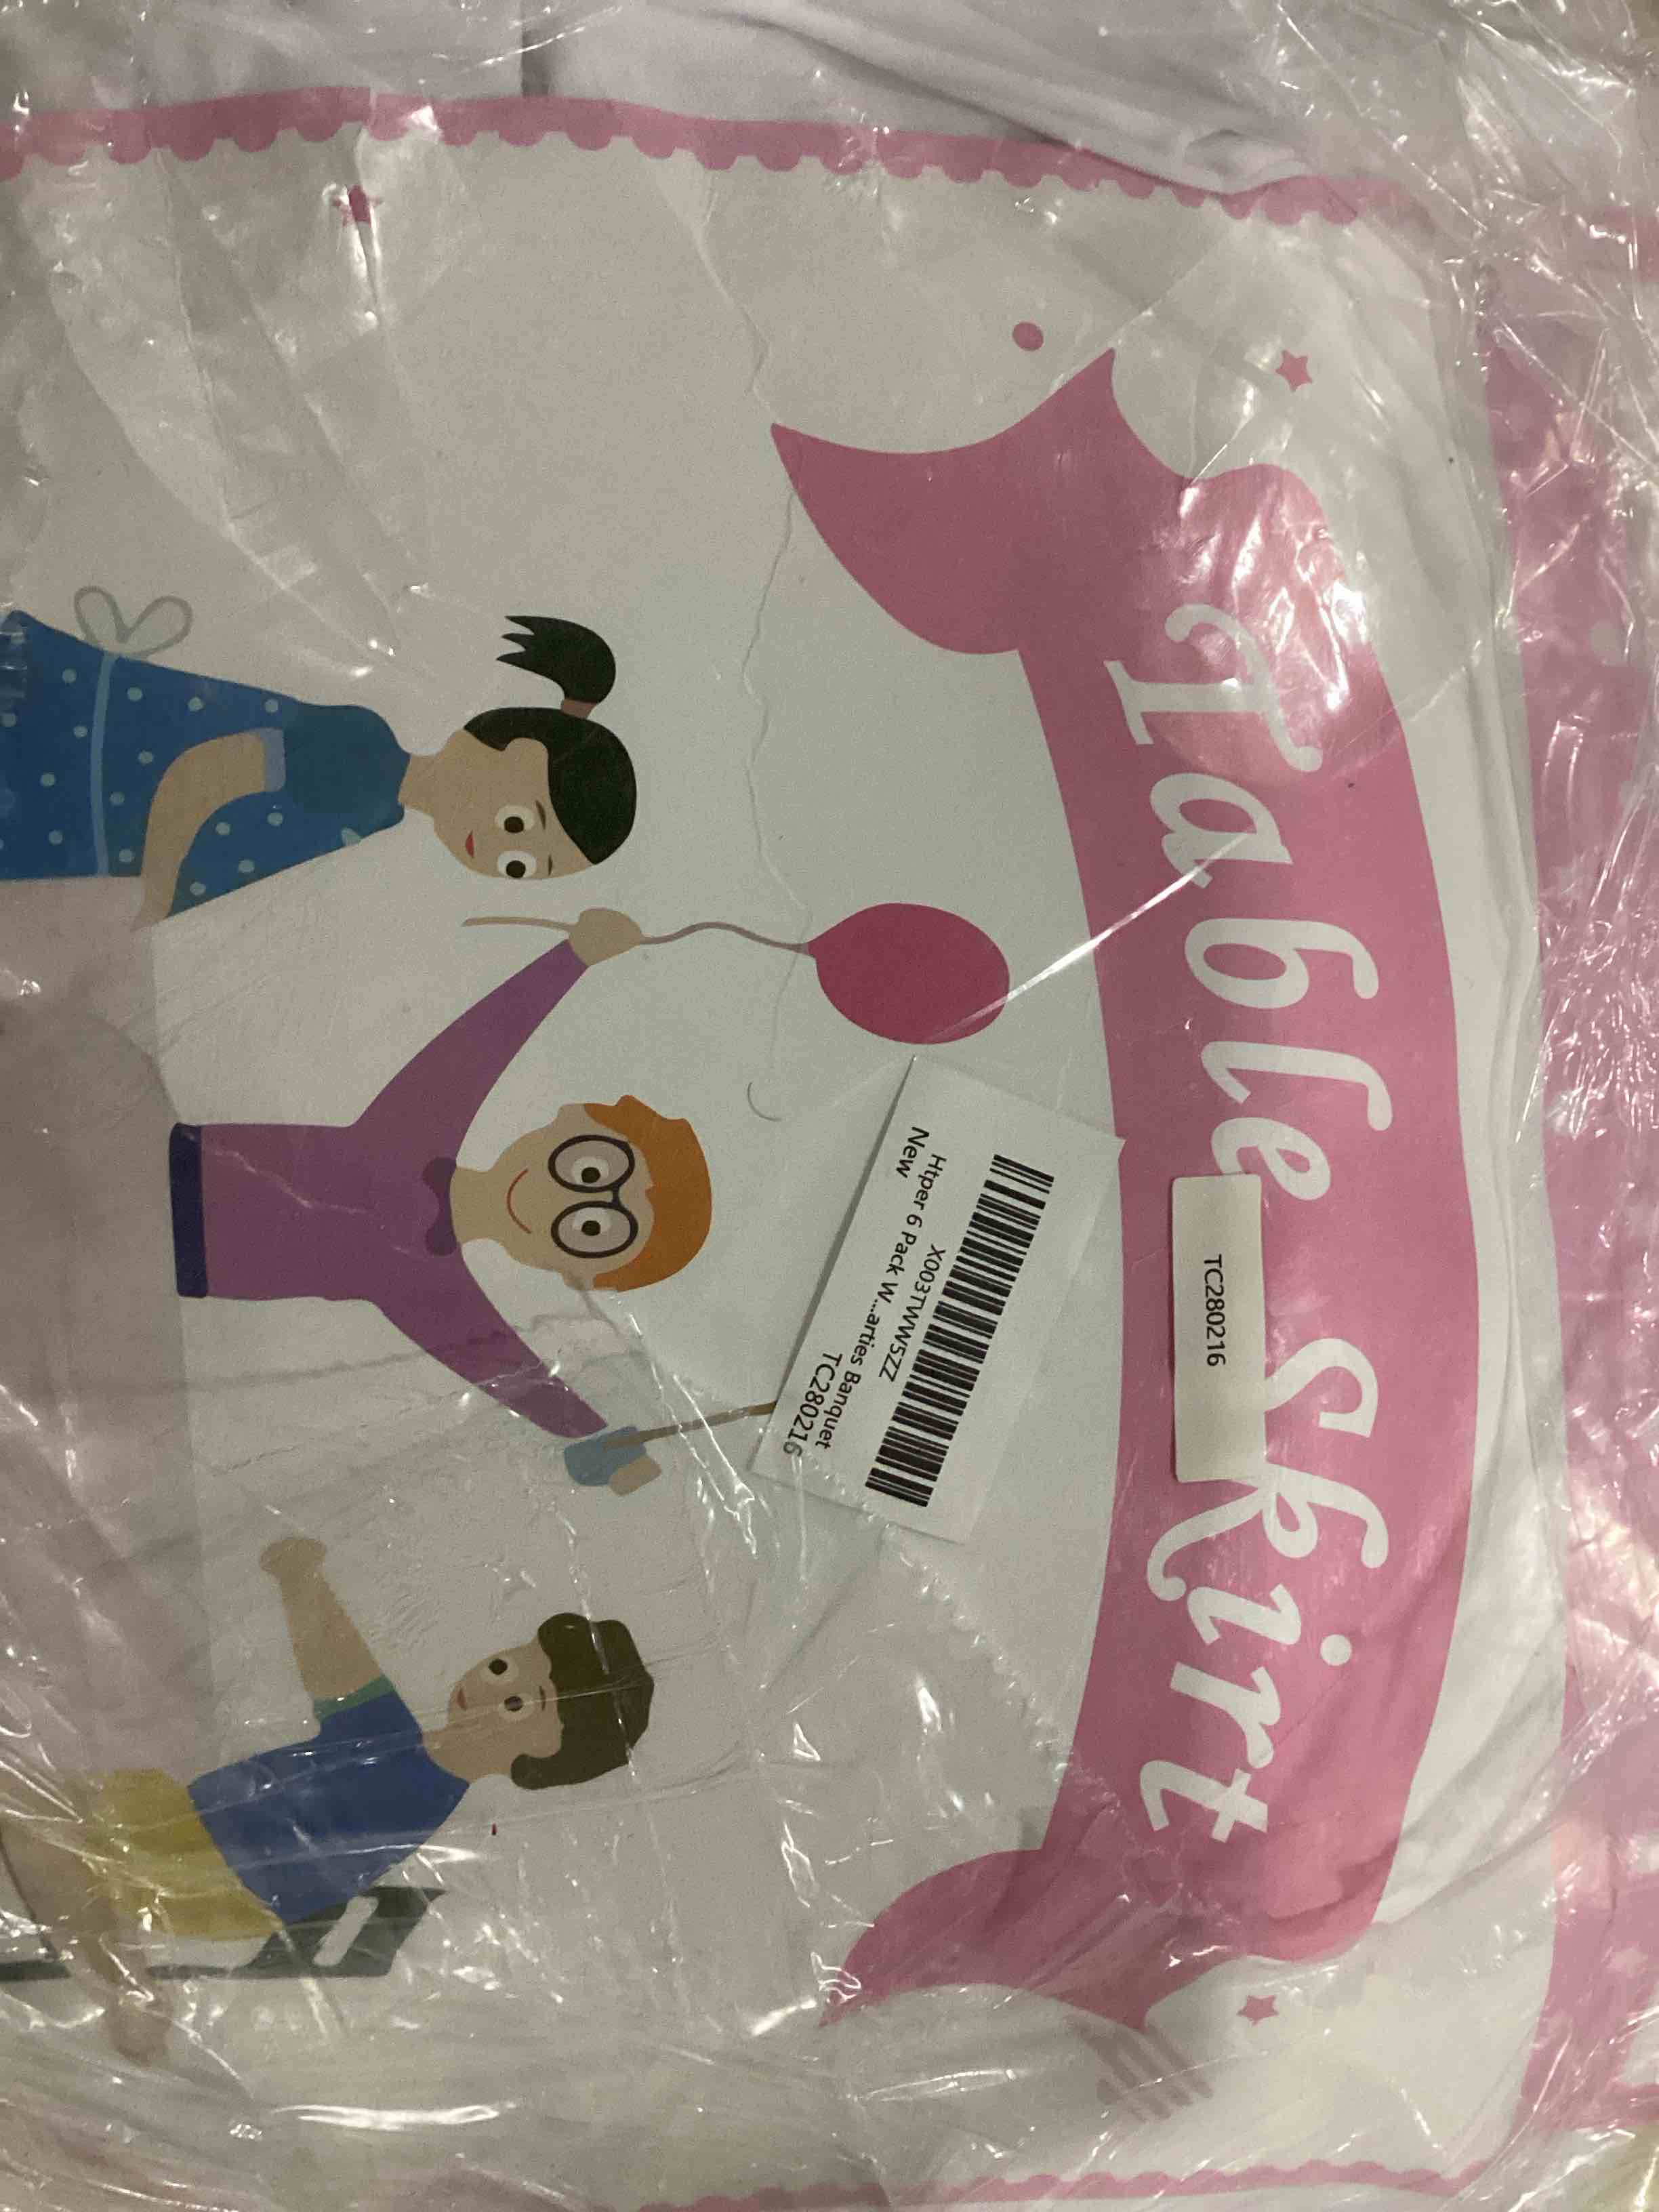 Table Skirt
TC280216
X003TWW5ZZ
Htper 6 Pack W...arties Banquet
New
TC280216